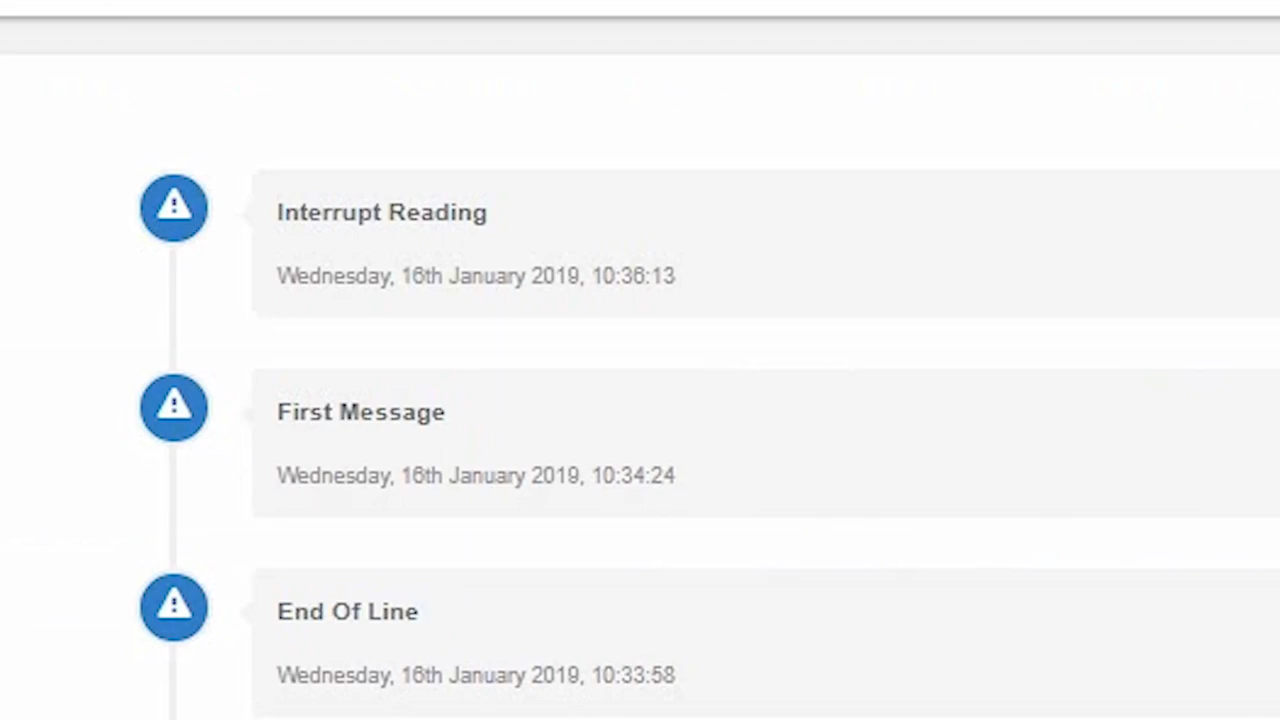 Interrupt Reading
Wednesday, 16th January 2019, 10:36:13
First Message
Wednesday, 16th January 2019, 10:34:24
End Of Line
Wednesday, 16th January 2019, 10:33:58